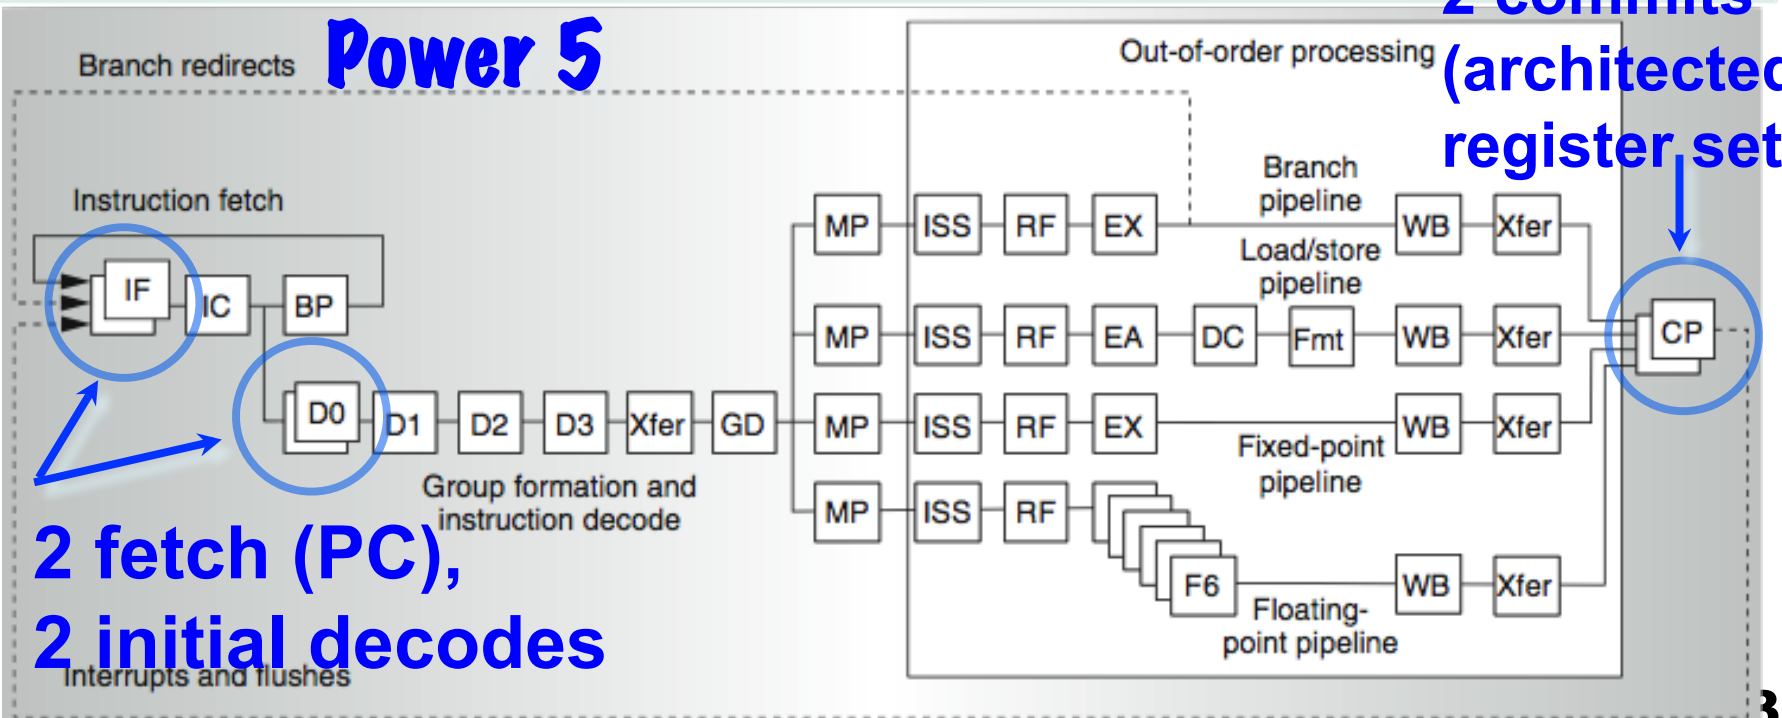 2 commits
(architected
register set
Power 5
Branch redirects
Out-of-order processing
Instruction fetch
Branch
pipeline
MP ISS RF EX WB Xfer
Load/store
pipeline
IF IC BP
MP ISS RF EA DC Fmt WB Xfer
CP
D0 D1 D2 D3 Xfer GD
MP ISS RF EX WB Xfer
Fixed-point
pipeline
Group formation and
instruction decode
MP ISS RF
F6 WB Xfer
Floating-
point pipeline
2 fetch (PC),
2 initial decodes
Interrupts and flushes